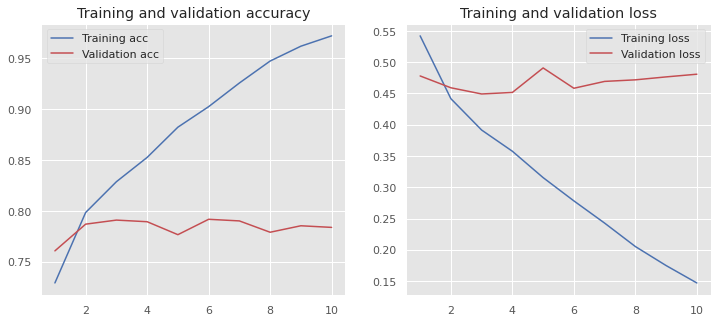 Training and validation accuracy
Training acc
Validation acc
0.95
0.90
0.85
0.80
0.75
2 4 6 8 10
Training and validation loss
Training loss
Validation loss
0.55
0.50
0.45
0.40
0.35
0.30
0.25
0.20
0.15
2 4 6 8 10